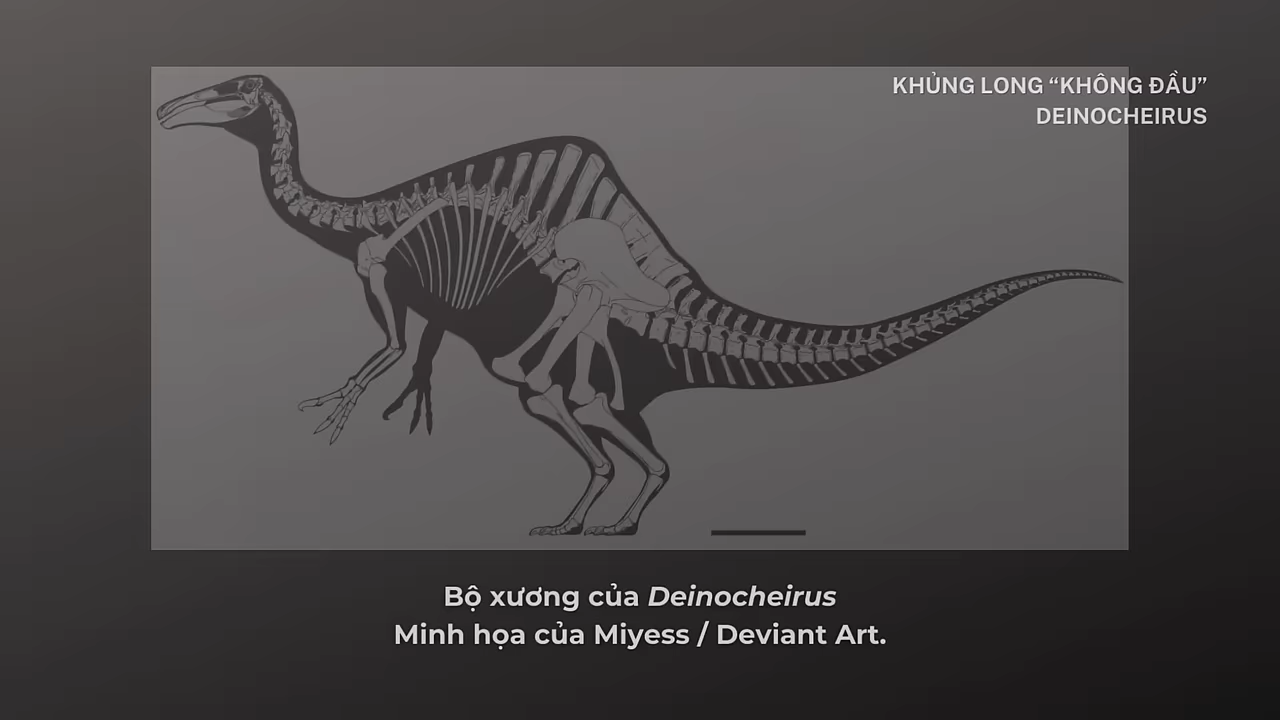 KHỦNG LONG “KHÔNG ĐẦU”
DEINOCHEIRUS
Bộ xương của Deinocheirus
Minh họa của Miyess / Deviant Art.